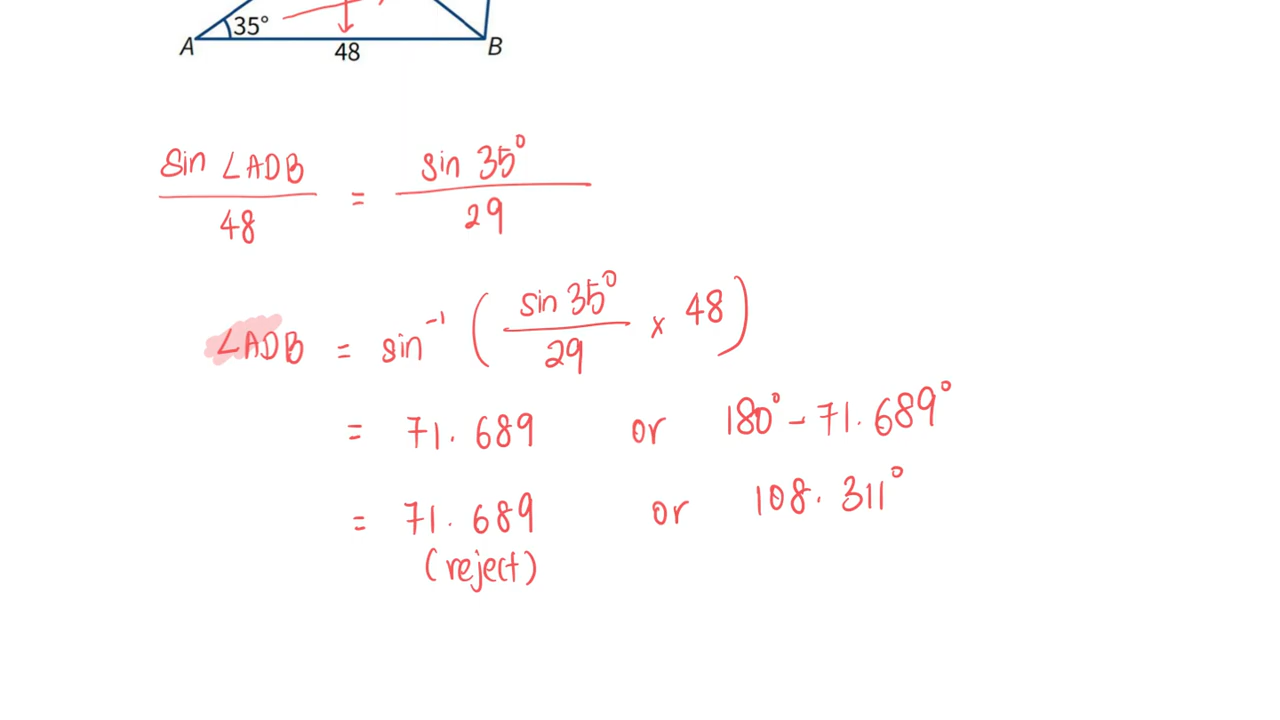 35°
A B
48
sin ∠ADB / 48 = sin 35° / 29
∠ADB = sin⁻¹ ( sin 35° / 29 × 48 )
= 71.689 or 180° - 71.689°
= 71.689 or 108.311°
(reject)